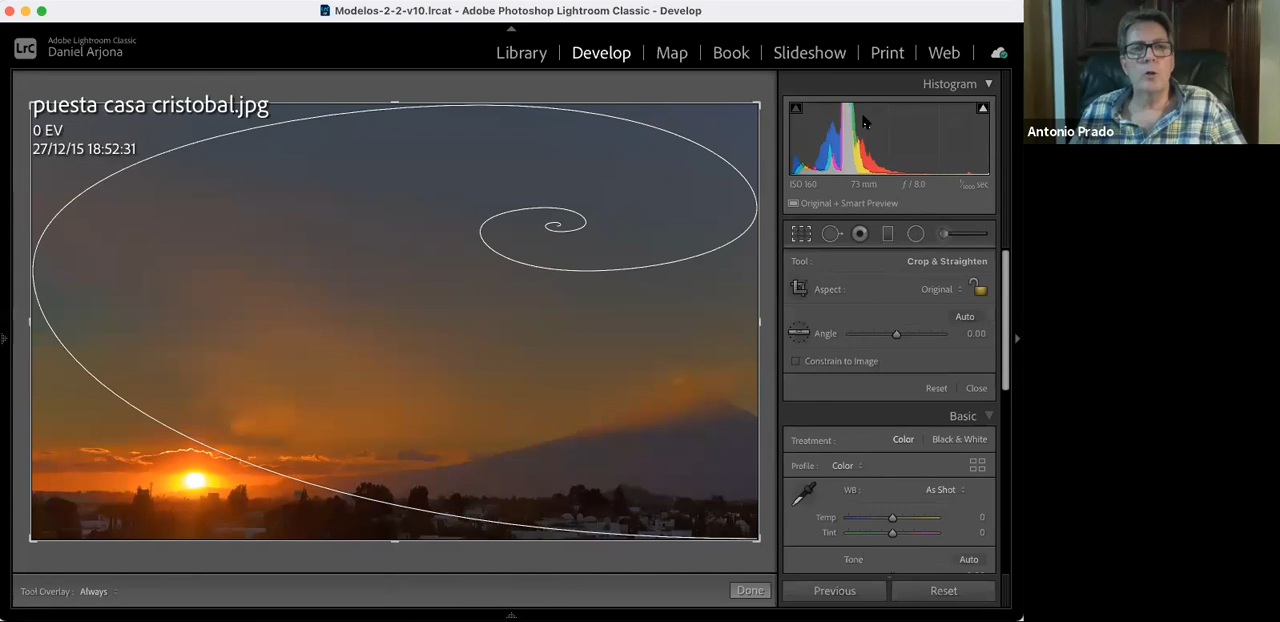 Modelos-2-2-v10.lrcat - Adobe Photoshop Lightroom Classic - Develop
LrC
Adobe Lightroom Classic
Daniel Arjona
Library
Develop
Map
Book
Slideshow
Print
Web
puesta casa cristobal.jpg
0 EV
27/12/15 18:52:31
Histogram
ISO 160
73 mm
f / 8.0
sec
Original + Smart Preview
Tool :
Crop & Straighten
Aspect :
Original
Auto
Angle
0.00
Constrain to Image
Reset
Close
Basic
Treatment :
Color
Black & White
Profile :
Color
WB :
As Shot
Temp
0
Tint
0
Tone
Auto
Tool Overlay : Always
Done
Previous
Reset
Antonio Prado